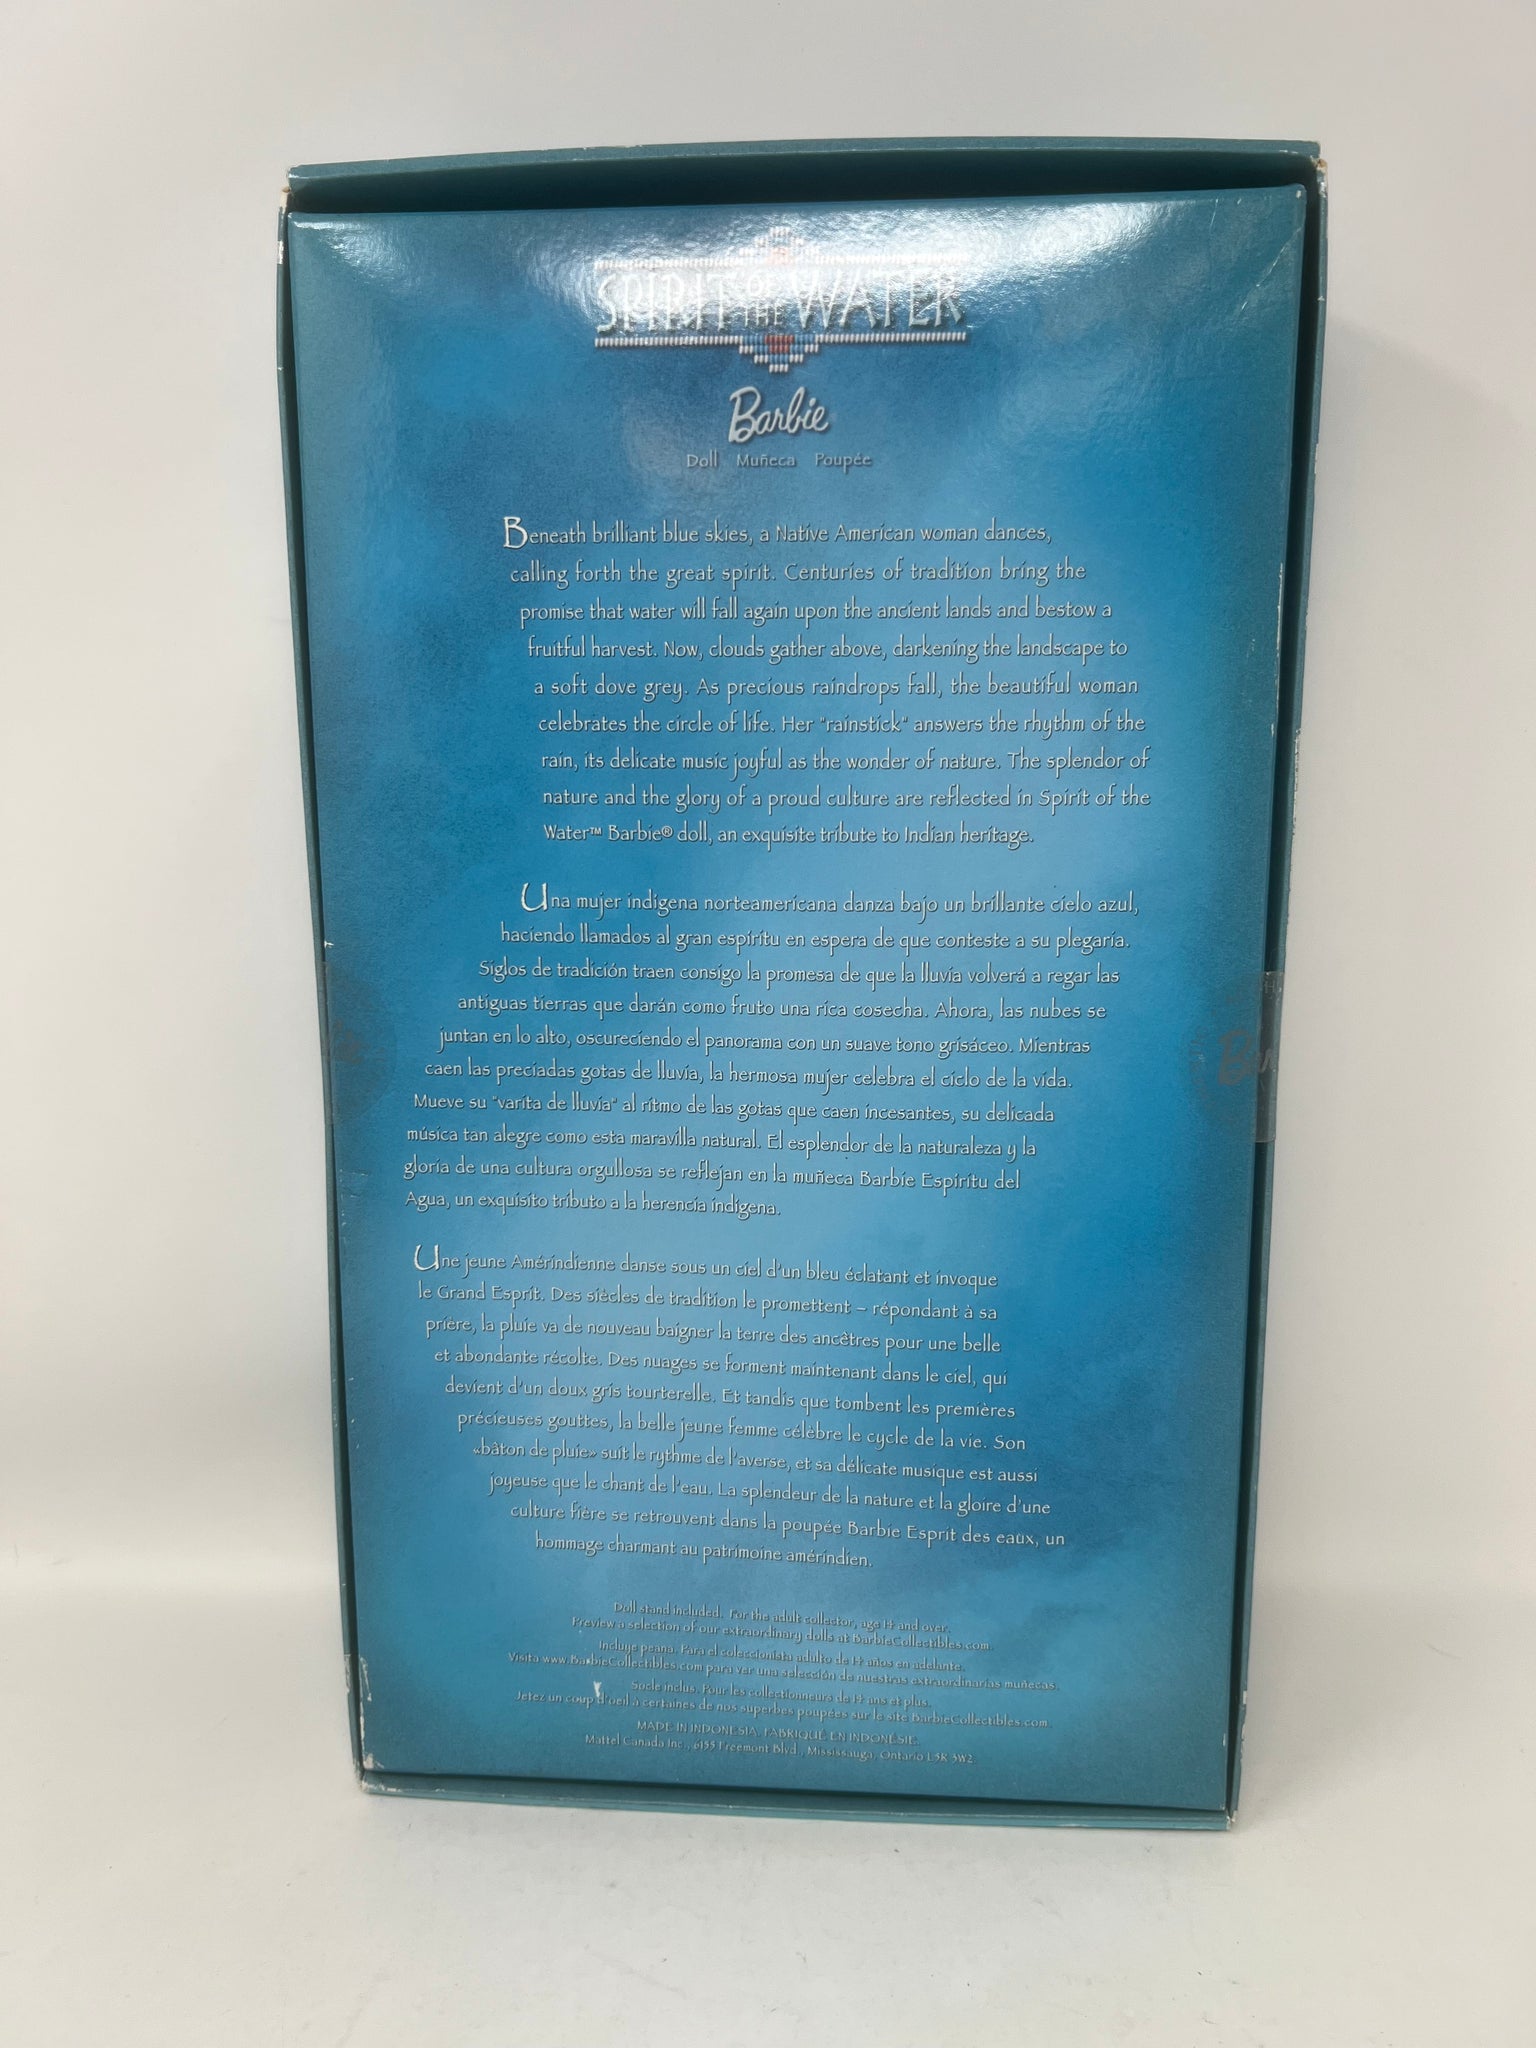 SPIRIT OF THE WATER
Barbie
Doll Muñeca Poupée
Beneath brilliant blue skies, a Native American woman dances,
calling forth the great spirit. Centuries of tradition bring the
promise that water will fall again upon the ancient lands and bestow a
fruitful harvest. Now, clouds gather above, darkening the landscape to
a soft dove grey. As precious raindrops fall, the beautiful woman
celebrates the circle of life. Her "rainstick" answers the rhythm of the
rain, its delicate music joyful as the wonder of nature. The splendor of
nature and the glory of a proud culture are reflected in Spirit of the
Water™ Barbie® doll, an exquisite tribute to Indian heritage.
Una mujer indígena norteamericana danza bajo un brillante cielo azul,
haciendo llamados al gran espíritu en espera de que conteste a su plegaria.
Siglos de tradición traen consigo la promesa de que la lluvia volverá a regar las
antiguas tierras que darán como fruto una rica cosecha. Ahora, las nubes se
juntan en lo alto, oscureciendo el panorama con un suave tono grisáceo. Mientras
caen las preciadas gotas de lluvia, la hermosa mujer celebra el ciclo de la vida.
Mueve su "varita de lluvia" al ritmo de las gotas que caen incesantes, su delicada
música tan alegre como esta maravilla natural. El esplendor de la naturaleza y la
gloria de una cultura orgullosa se reflejan en la muñeca Barbie Espíritu del
Agua, un exquisito tributo a la herencia indígena.
Une jeune Amérindienne danse sous un ciel d'un bleu éclatant et invoque
le Grand Esprit. Des siècles de tradition le promettent – répondant à sa
prière, la pluie va de nouveau baigner la terre des ancêtres pour une belle
et abondante récolte. Des nuages se forment maintenant dans le ciel, qui
devient d'un doux gris tourterelle. Et tandis que tombent les premières
précieuses gouttes, la belle jeune femme célèbre le cycle de la vie. Son
«bâton de pluie» suit le rythme de l'averse, et sa délicate musique est aussi
joyeuse que le chant de l'eau. La splendeur de la nature et la gloire d'une
culture fière se retrouvent dans la poupée Barbie Esprit des eaux, un
hommage charmant au patrimoine amérindien.
Doll stand included. For the adult collector, age 14 and over.
Preview a selection of our extraordinary dolls at BarbieCollectibles.com.
Incluye peana. Para el coleccionista adulto de 14 años en adelante.
Visita www.BarbieCollectibles.com para ver una selección de nuestras extraordinarias muñecas.
Socle inclus. Pour les collectionneurs de 14 ans et plus.
Jetez un coup d'oeil à certaines de nos superbes poupées sur le site BarbieCollectibles.com.
MADE IN INDONESIA. FABRIQUÉ EN INDONÉSIE.
Mattel Canada Inc., 6155 Freemont Blvd., Mississauga, Ontario L5R 3W2.